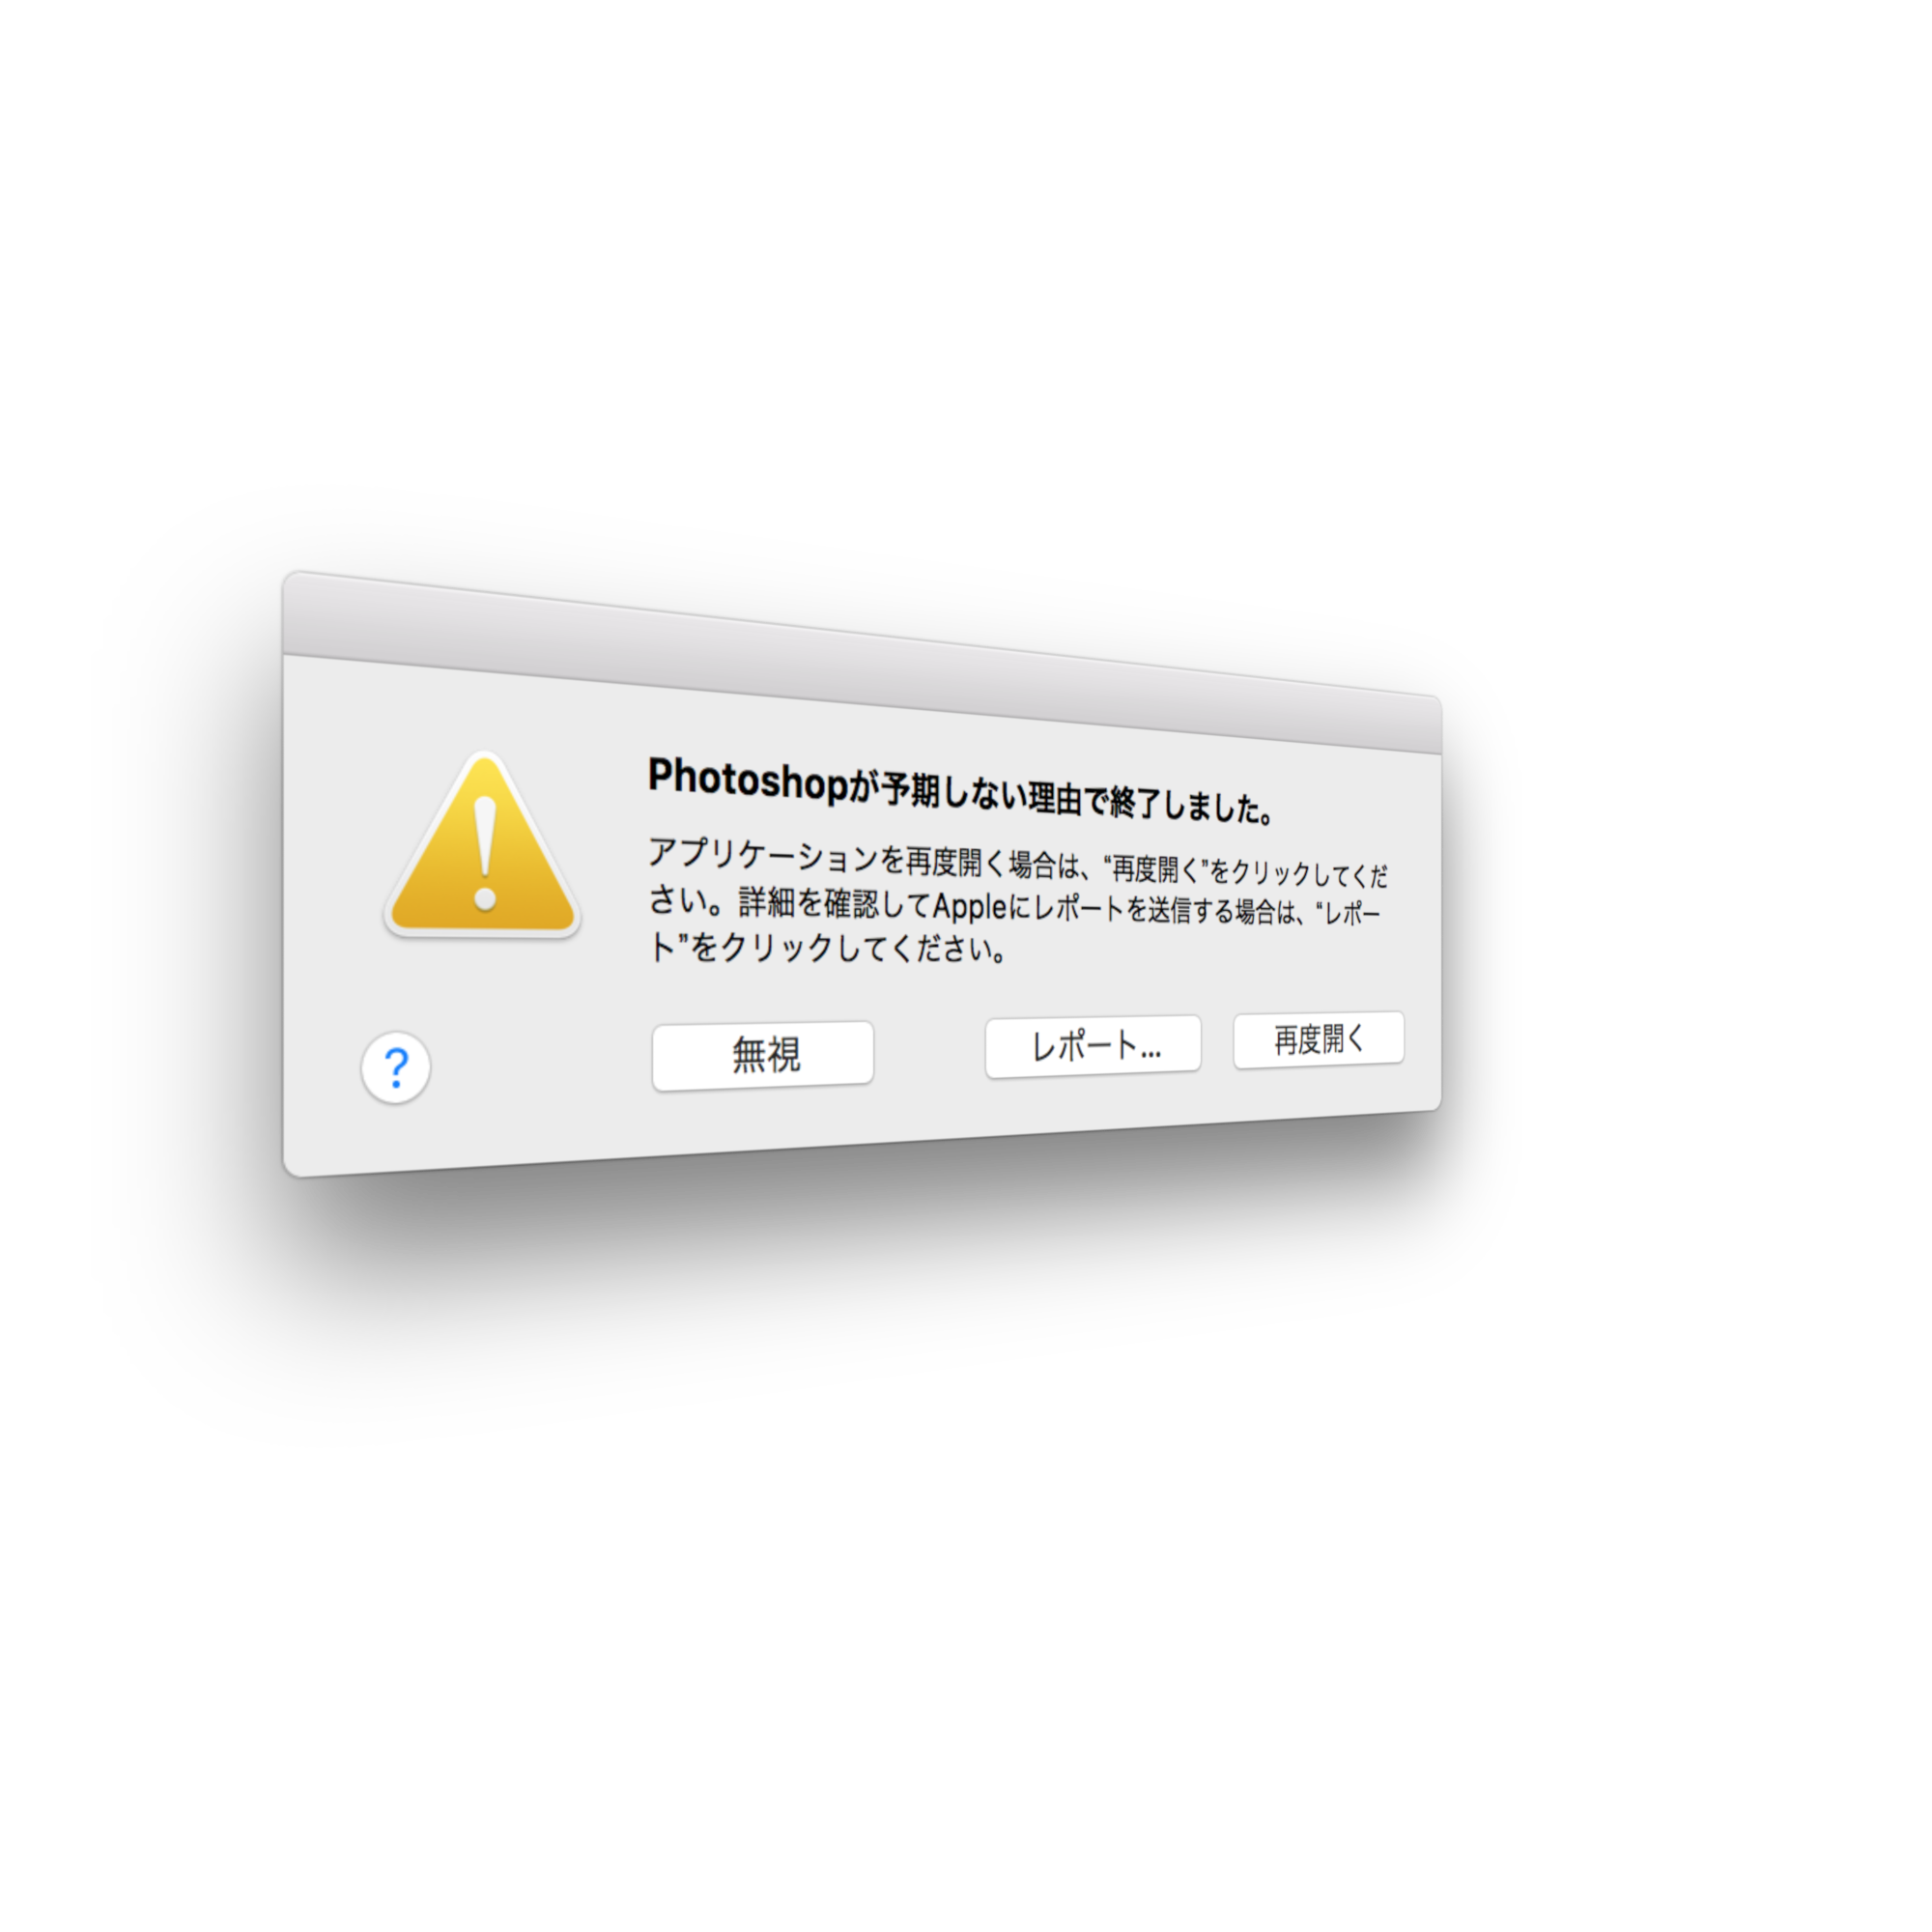 Photoshopが予期しない理由で終了しました。
アプリケーションを再度開く場合は、“再度開く”をクリックしてくだ
さい。詳細を確認してAppleにレポートを送信する場合は、“レポー
ト”をクリックしてください。
?
無視
レポート...
再度開く